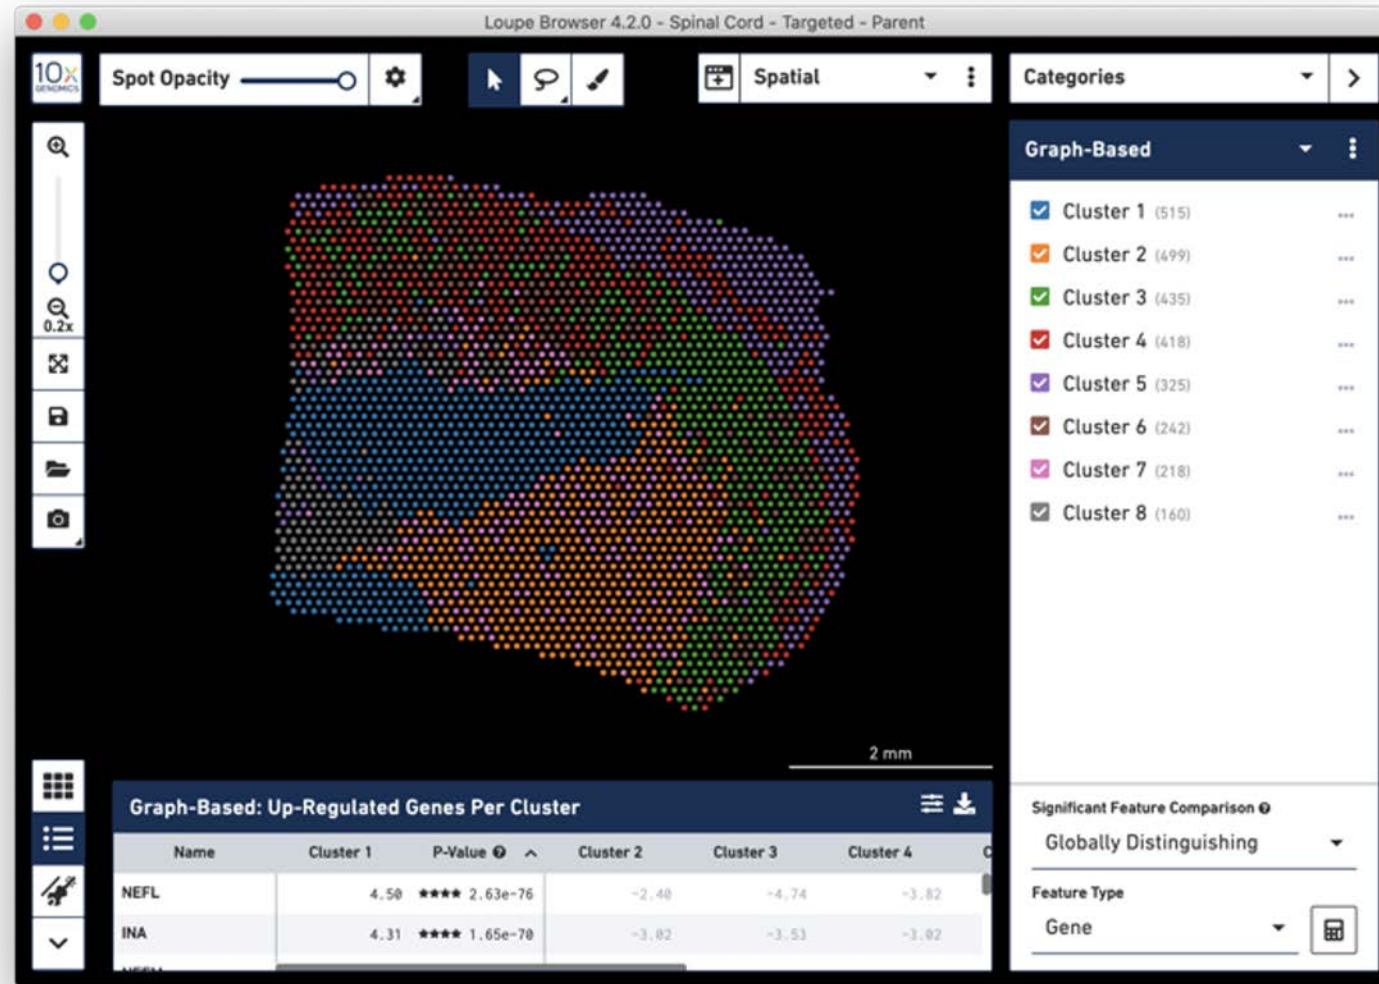 Loupe Browser 4.2.0 - Spinal Cord - Targeted - Parent
10x
GENOMICS
Spot Opacity
Spatial
Categories
0.2x
Graph-Based
Cluster 1 (515)
Cluster 2 (499)
Cluster 3 (435)
Cluster 4 (418)
Cluster 5 (325)
Cluster 6 (242)
Cluster 7 (218)
Cluster 8 (160)
2 mm
Graph-Based: Up-Regulated Genes Per Cluster
Name Cluster 1 P-Value Cluster 2 Cluster 3 Cluster 4 C
NEFL 4.50 ★★★★ 2.63e-76 -2.40 -4.74 -3.82
INA 4.31 ★★★★ 1.65e-70 -3.02 -3.53 -3.02
Significant Feature Comparison
Globally Distinguishing
Feature Type
Gene